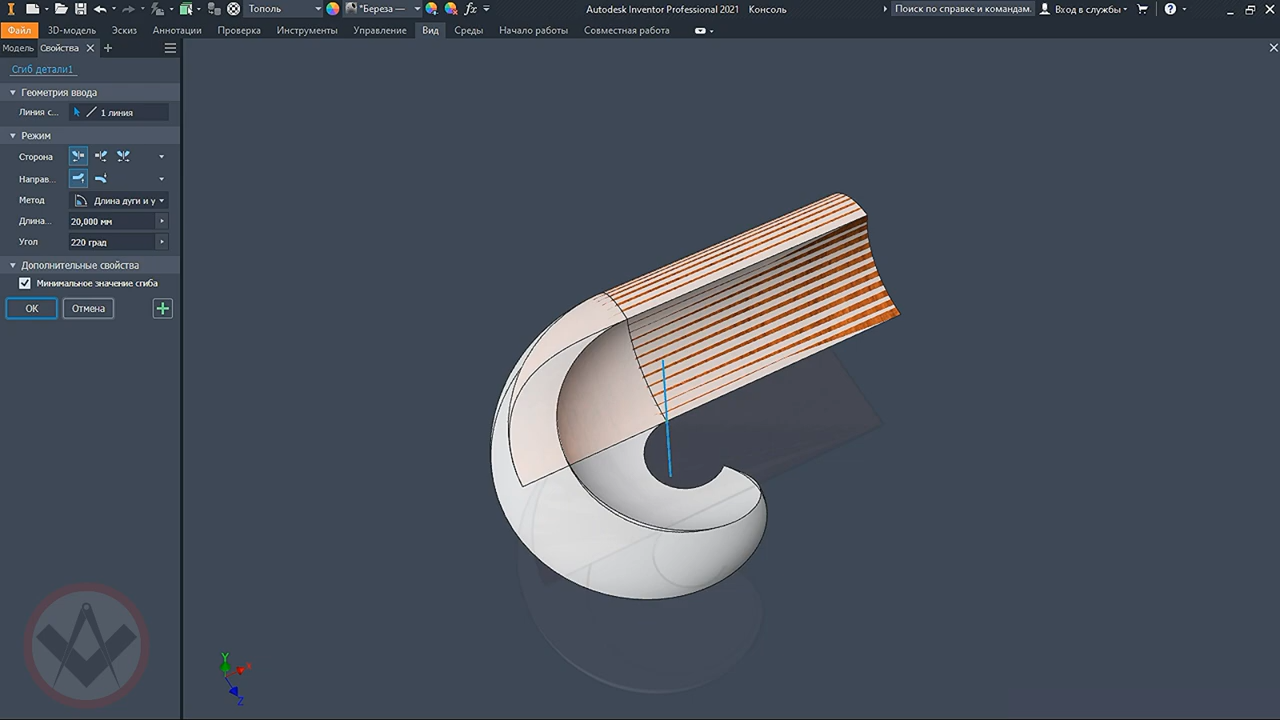 Тополь
*Береза —
fx
Autodesk Inventor Professional 2021 Консоль
Поиск по справке и командам.
Вход в службы
?
Файл 3D-модель Эскиз Аннотации Проверка Инструменты Управление Вид Среды Начало работы Совместная работа
Модель Свойства
Сгиб детали1
Геометрия ввода
Линия с... 1 линия
Режим
Сторона
Направ...
Метод Длина дуги и у
Длина... 20,000 мм
Угол 220 град
Дополнительные свойства
Минимальное значение сгиба
OK Отмена
Y
X
Z